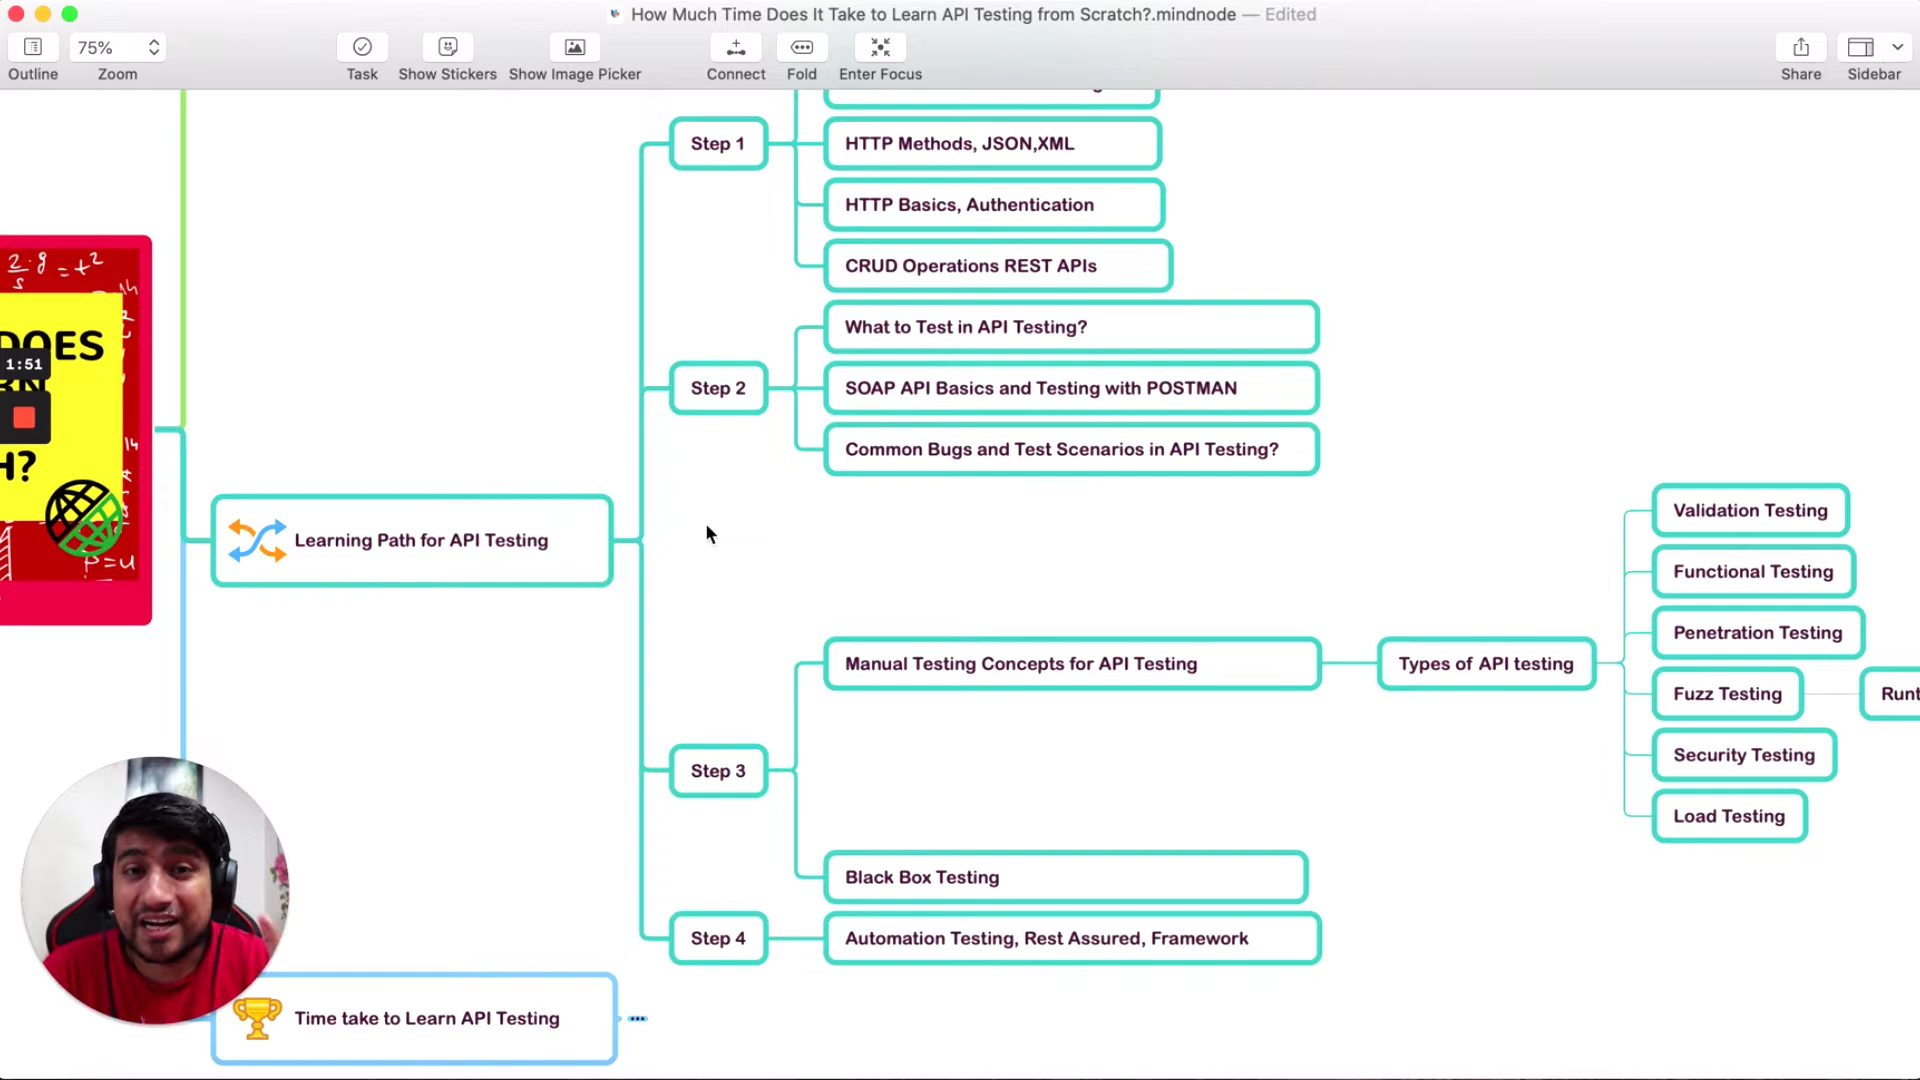 How Much Time Does It Take to Learn API Testing from Scratch?.mindnode — Edited
75%
Outline
Zoom
Task
Show Stickers
Show Image Picker
Connect
Fold
Enter Focus
Share
Sidebar
Step 1
HTTP Methods, JSON,XML
HTTP Basics, Authentication
CRUD Operations REST APIs
Step 2
What to Test in API Testing?
SOAP API Basics and Testing with POSTMAN
Common Bugs and Test Scenarios in API Testing?
DOES
1:51
H?
Learning Path for API Testing
Step 3
Manual Testing Concepts for API Testing
Types of API testing
Validation Testing
Functional Testing
Penetration Testing
Fuzz Testing
Runt
Security Testing
Load Testing
Black Box Testing
Step 4
Automation Testing, Rest Assured, Framework
Time take to Learn API Testing